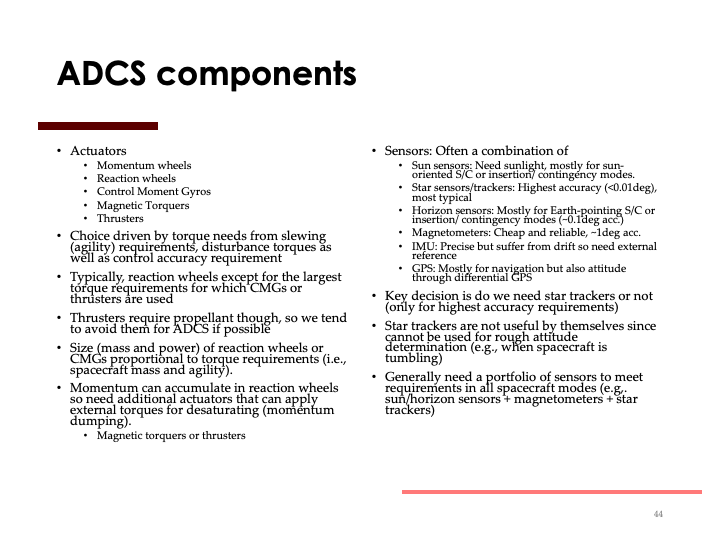 ADCS components
• Actuators
• Momentum wheels
• Reaction wheels
• Control Moment Gyros
• Magnetic Torquers
• Thrusters
• Choice driven by torque needs from slewing
(agility) requirements, disturbance torques as
well as control accuracy requirement
• Typically, reaction wheels except for the largest
torque requirements for which CMGs or
thrusters are used
• Thrusters require propellant though, so we tend
to avoid them for ADCS if possible
• Size (mass and power) of reaction wheels or
CMGs proportional to torque requirements (i.e.,
spacecraft mass and agility).
• Momentum can accumulate in reaction wheels
so need additional actuators that can apply
external torques for desaturating (momentum
dumping).
• Magnetic torquers or thrusters
• Sensors: Often a combination of
• Sun sensors: Need sunlight, mostly for sun-
oriented S/C or insertion/ contingency modes.
• Star sensors/trackers: Highest accuracy (<0.01deg),
most typical
• Horizon sensors: Mostly for Earth-pointing S/C or
insertion/ contingency modes (~0.1deg acc.)
• Magnetometers: Cheap and reliable, ~1deg acc.
• IMU: Precise but suffer from drift so need external
reference
• GPS: Mostly for navigation but also attitude
through differential GPS
• Key decision is do we need star trackers or not
(only for highest accuracy requirements)
• Star trackers are not useful by themselves since
cannot be used for rough attitude
determination (e.g., when spacecraft is
tumbling)
• Generally need a portfolio of sensors to meet
requirements in all spacecraft modes (e.g,.
sun/horizon sensors + magnetometers + star
trackers)
44